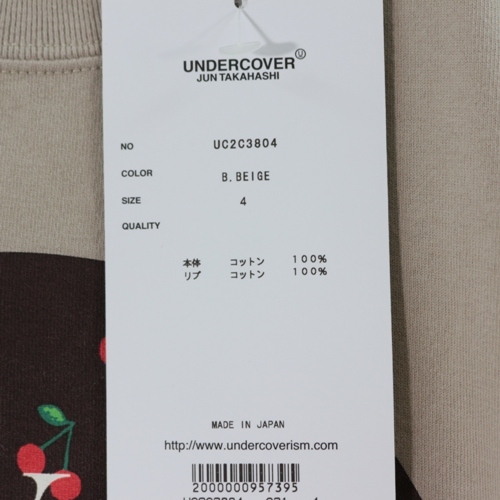 UNDERCOVER Ⓤ
JUN TAKAHASHI
NO UC2C3804
COLOR B.BEIGE
SIZE 4
QUALITY
本体 コットン 100%
リブ コットン 100%
MADE IN JAPAN
http://www.undercoverism.com
2000000957395